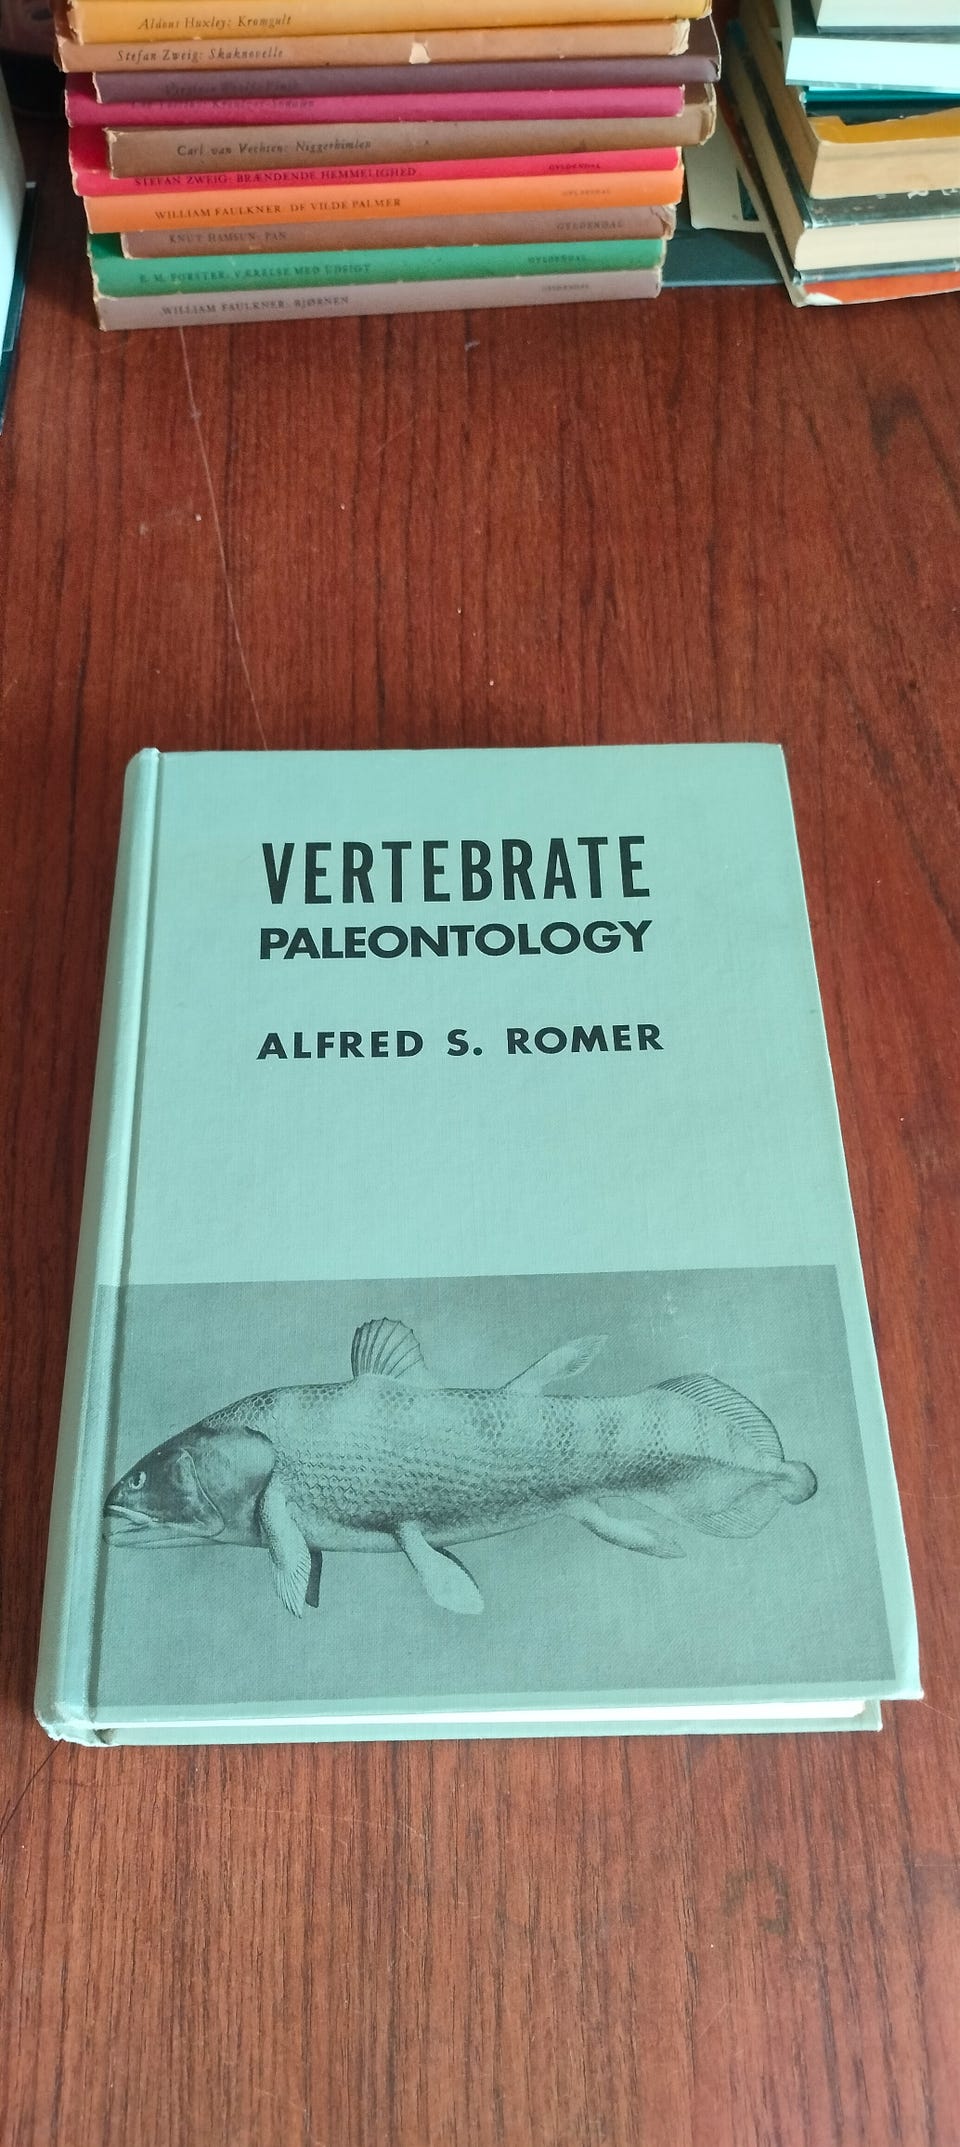 Aldous Huxley: Kromgult
Stefan Zweig: Skaknovelle
Carl van Vechten: Niggerhimlen
STEFAN ZWEIG: BRÆNDENDE HEMMELIGHED GYLDENDAL
WILLIAM FAULKNER: DE VILDE PALMER GYLDENDAL
KNUT HAMSUN: PAN GYLDENDAL
E. M. FORSTER: VÆRELSE MED UDSIGT GYLDENDAL
WILLIAM FAULKNER: BJØRNEN GYLDENDAL
VERTEBRATE
PALEONTOLOGY
ALFRED S. ROMER